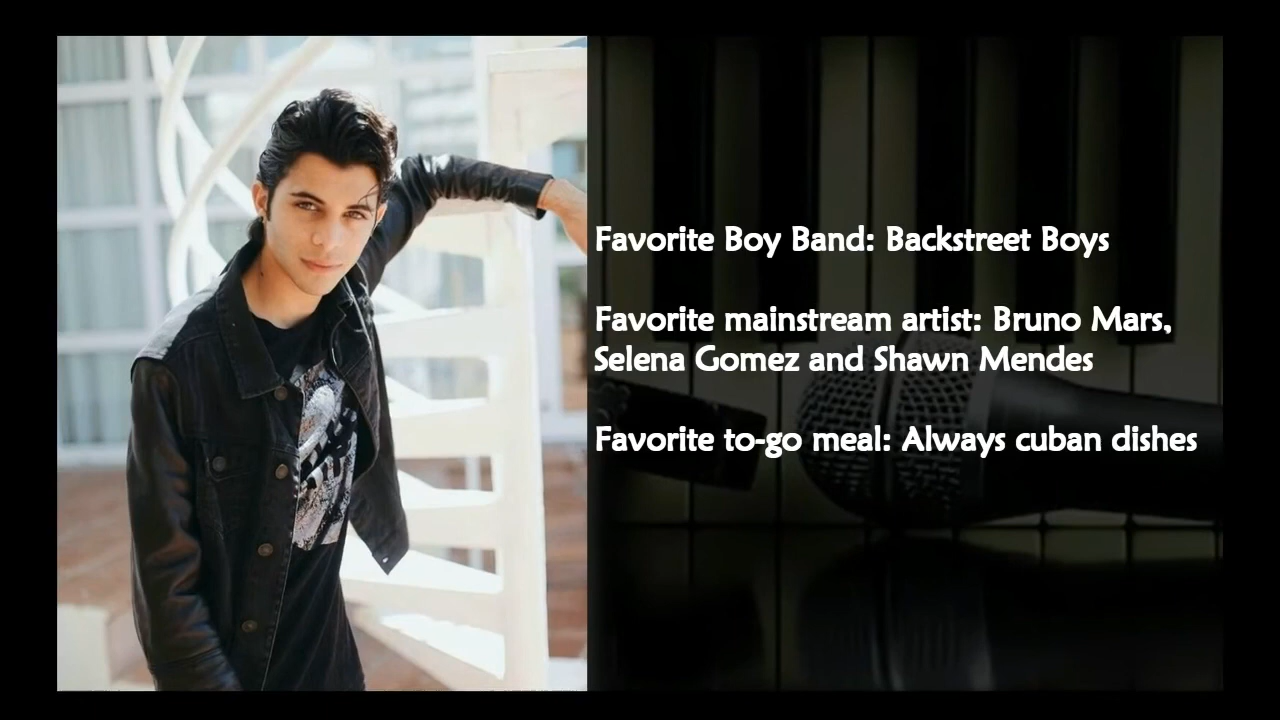 Favorite Boy Band: Backstreet Boys
Favorite mainstream artist: Bruno Mars,
Selena Gomez and Shawn Mendes
Favorite to-go meal: Always cuban dishes